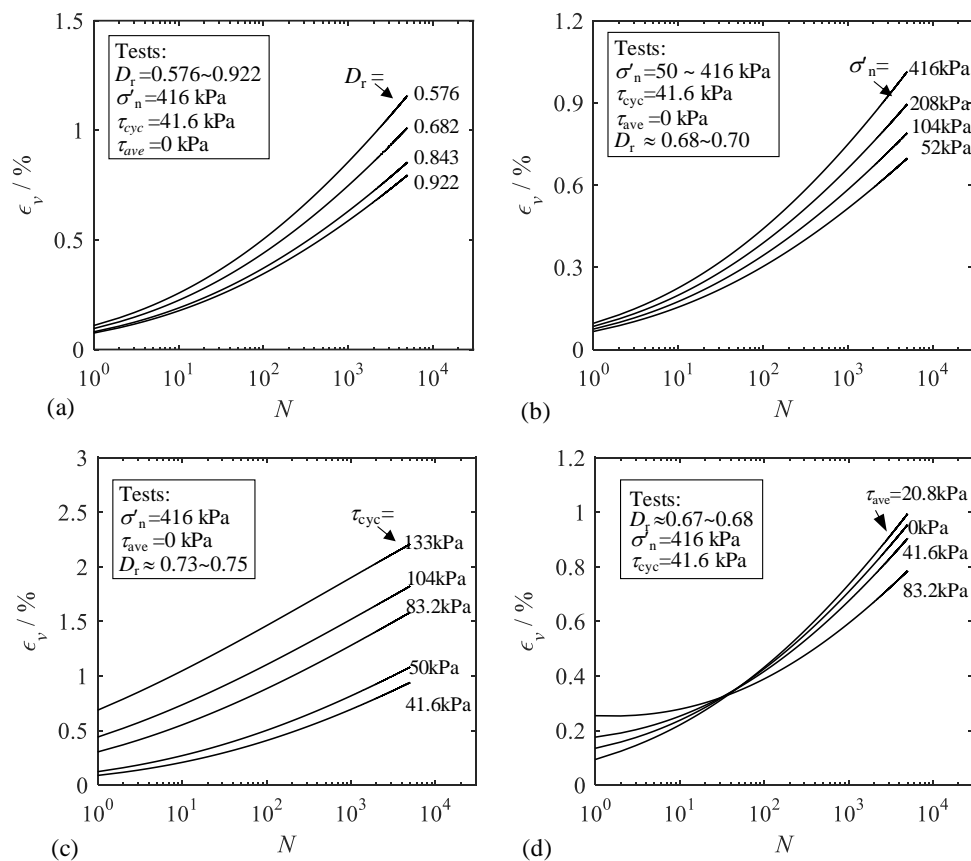 1.5
1
0.5
0
ϵv / %
Tests:
Dr =0.576~0.922
σ'n =416 kPa
τcyc =41.6 kPa
τave =0 kPa
Dr =
0.576
0.682
0.843
0.922
10^0
10^1
10^2
10^3
10^4
(a)
N
1.2
0.9
0.6
0.3
0
ϵv / %
Tests:
σ'n =50 ~ 416 kPa
τcyc =41.6 kPa
τave =0 kPa
Dr ≈ 0.68~0.70
σ'n =
416kPa
208kPa
104kPa
52kPa
10^0
10^1
10^2
10^3
10^4
(b)
N
3
2.5
2
1.5
1
0.5
0
ϵv / %
Tests:
σ'n =416 kPa
τave =0 kPa
Dr ≈ 0.73~0.75
τcyc =
133kPa
104kPa
83.2kPa
50kPa
41.6kPa
10^0
10^1
10^2
10^3
10^4
(c)
N
1.2
1
0.8
0.6
0.4
0.2
0
ϵv / %
Tests:
Dr ≈0.67~0.68
σ'n =416 kPa
τcyc =41.6 kPa
τave =20.8kPa
0kPa
41.6kPa
83.2kPa
10^0
10^1
10^2
10^3
10^4
(d)
N